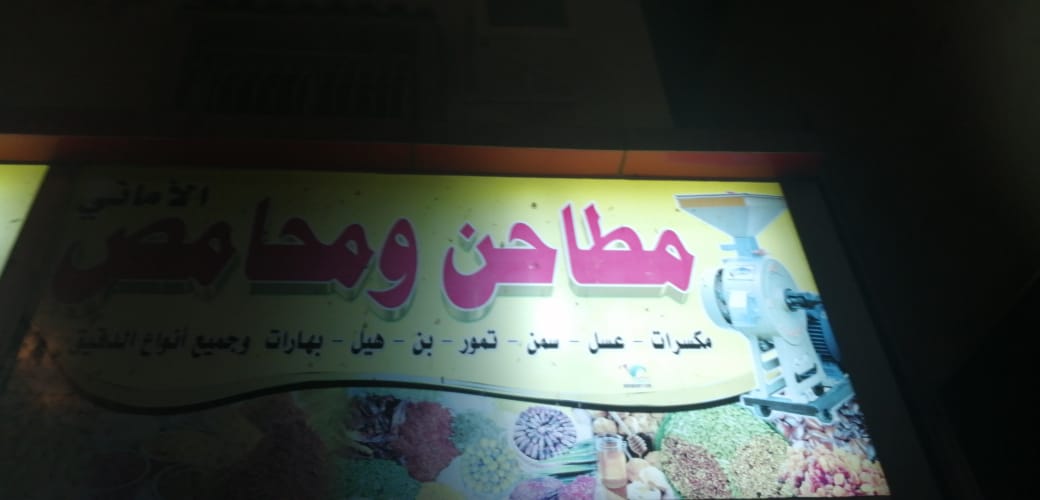 مطاحن ومحامص
الأماني
مكسرات - عسل - سمن - تمور - بن - هيل - بهارات وجميع أنواع الدقيق